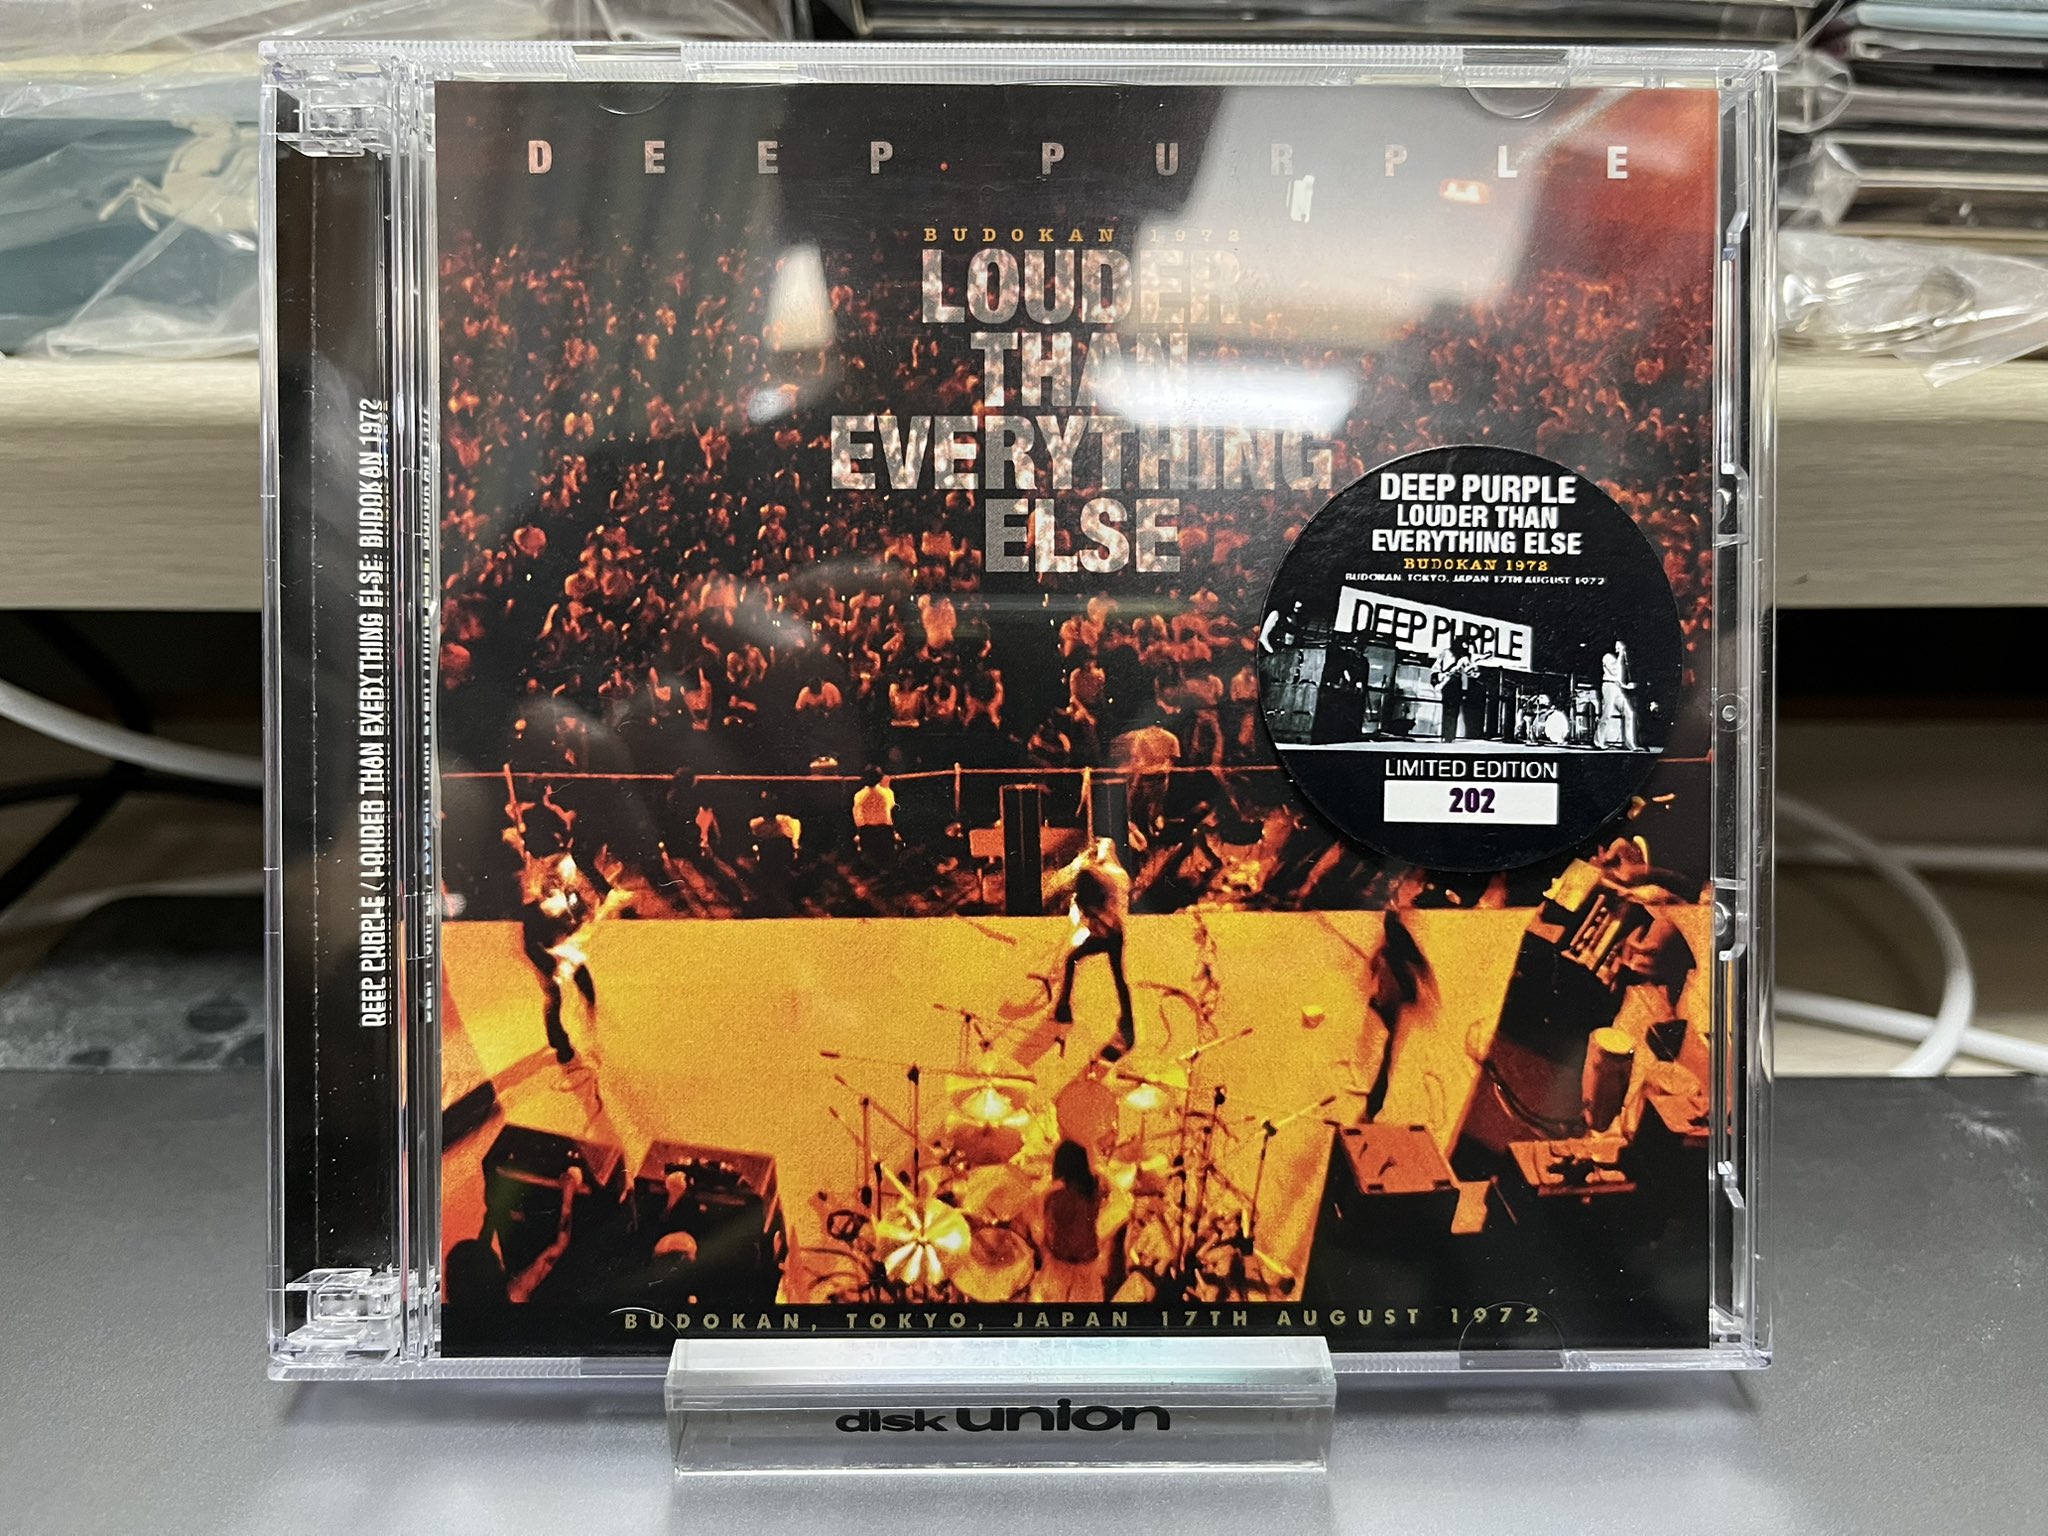 DEEP PURPLE
BUDOKAN 1972
LOUDER
THAN
EVERYTHING
ELSE
DEEP PURPLE
LOUDER THAN
EVERYTHING ELSE
BUDOKAN 1972
BUDOKAN, TOKYO, JAPAN 17TH AUGUST 1972
DEEP PURPLE
LIMITED EDITION
202
BUDOKAN, TOKYO, JAPAN 17TH AUGUST 1972
DEEP PURPLE / LOUDER THAN EVERYTHING ELSE: BUDOKAN 1972
disk union